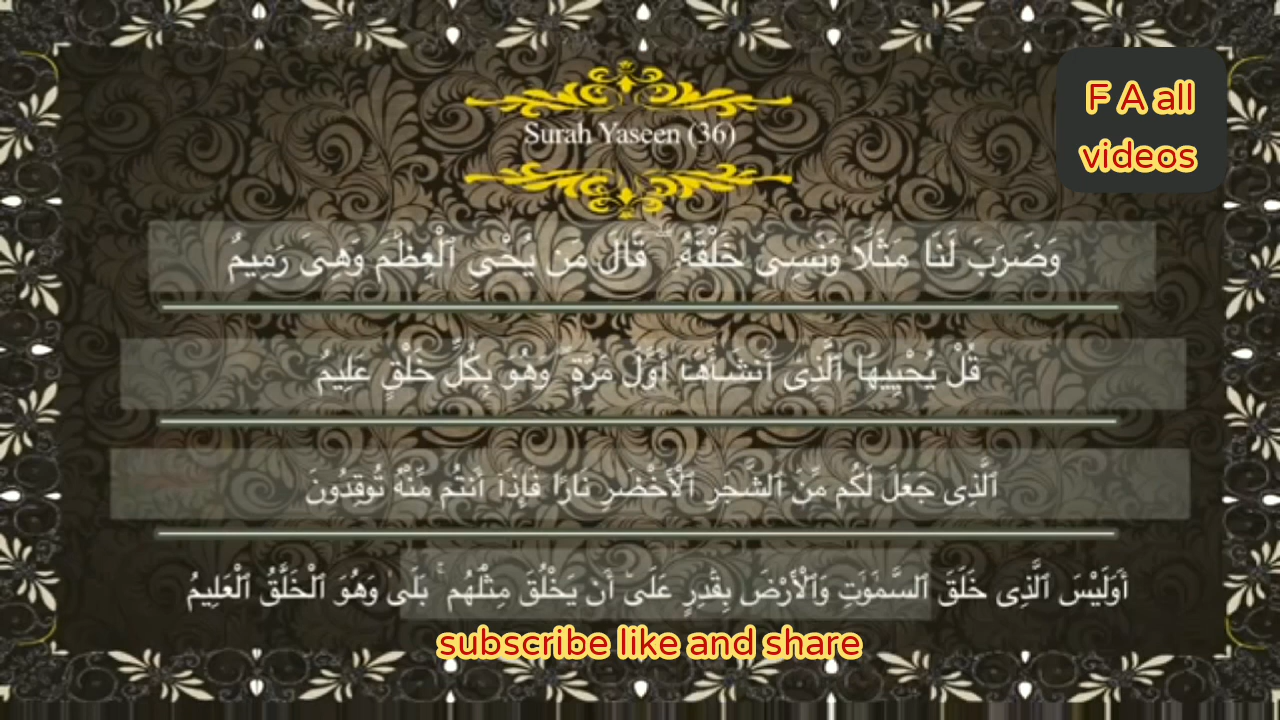 F A all
videos
Surah Yaseen (36)
وَضَرَبَ لَنَا مَثَلًا وَنَسِىَ خَلْقَهُۥ ۖ قَالَ مَن يُحْىِ ٱلْعِظَٰمَ وَهِىَ رَمِيمٌ
قُلْ يُحْيِيهَا ٱلَّذِىٓ أَنشَأَهَآ أَوَّلَ مَرَّةٍ ۖ وَهُوَ بِكُلِّ خَلْقٍ عَلِيمٌ
ٱلَّذِى جَعَلَ لَكُم مِّنَ ٱلشَّجَرِ ٱلْأَخْضَرِ نَارًا فَإِذَآ أَنتُم مِّنْهُ تُوقِدُونَ
أَوَلَيْسَ ٱلَّذِى خَلَقَ ٱلسَّمَٰوَٰتِ وَٱلْأَرْضَ بِقَٰدِرٍ عَلَىٰٓ أَن يَخْلُقَ مِثْلَهُم ۚ بَلَىٰ وَهُوَ ٱلْخَلَّٰقُ ٱلْعَلِيمُ
subscribe like and share